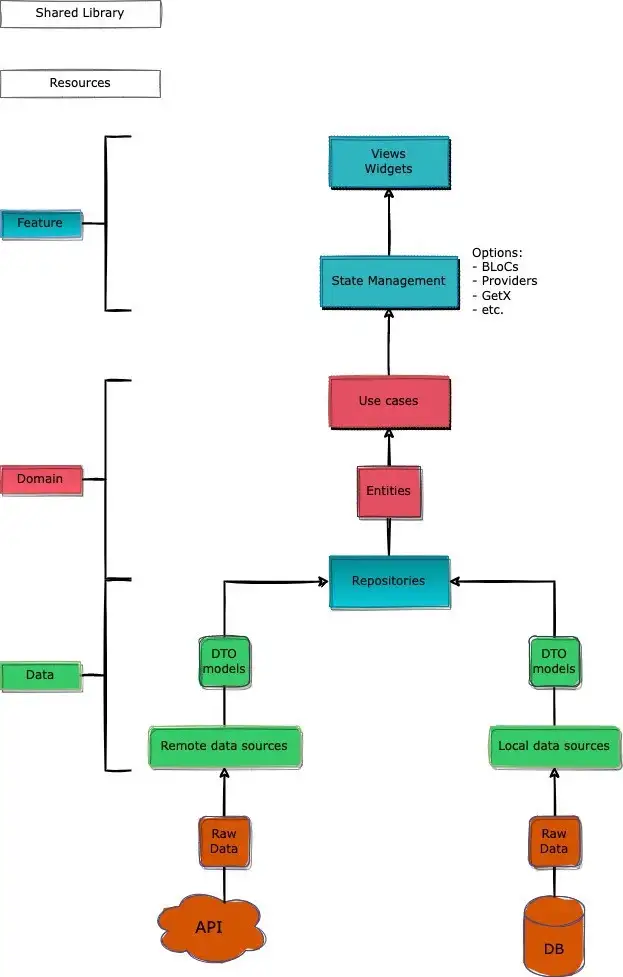 Shared Library
Resources
Views
Widgets
Feature
State Management
Options:
- BLoCs
- Providers
- GetX
- etc.
Use cases
Domain
Entities
Repositories
DTO
models
DTO
models
Data
Remote data sources
Local data sources
Raw
Data
Raw
Data
API
DB